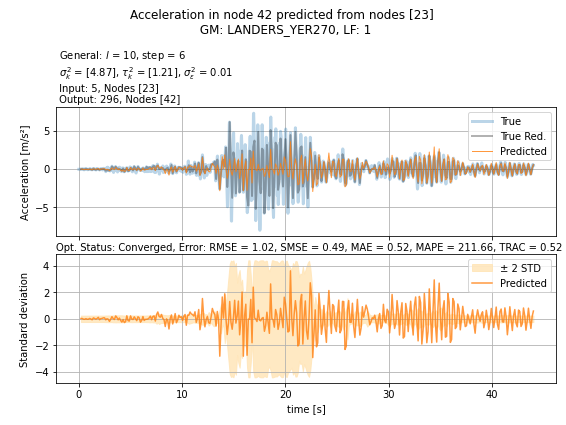 Acceleration in node 42 predicted from nodes [23]
GM: LANDERS_YER270, LF: 1
General: l = 10, step = 6
σ²_k = [4.87], τ²_k = [1.21], σ²_ε = 0.01
Input: 5, Nodes [23]
Output: 296, Nodes [42]
Acceleration [m/s²]
5
0
−5
True
True Red.
Predicted
Opt. Status: Converged, Error: RMSE = 1.02, SMSE = 0.49, MAE = 0.52, MAPE = 211.66, TRAC = 0.52
Standard deviation
4
2
0
−2
−4
± 2 STD
Predicted
0 10 20 30 40
time [s]